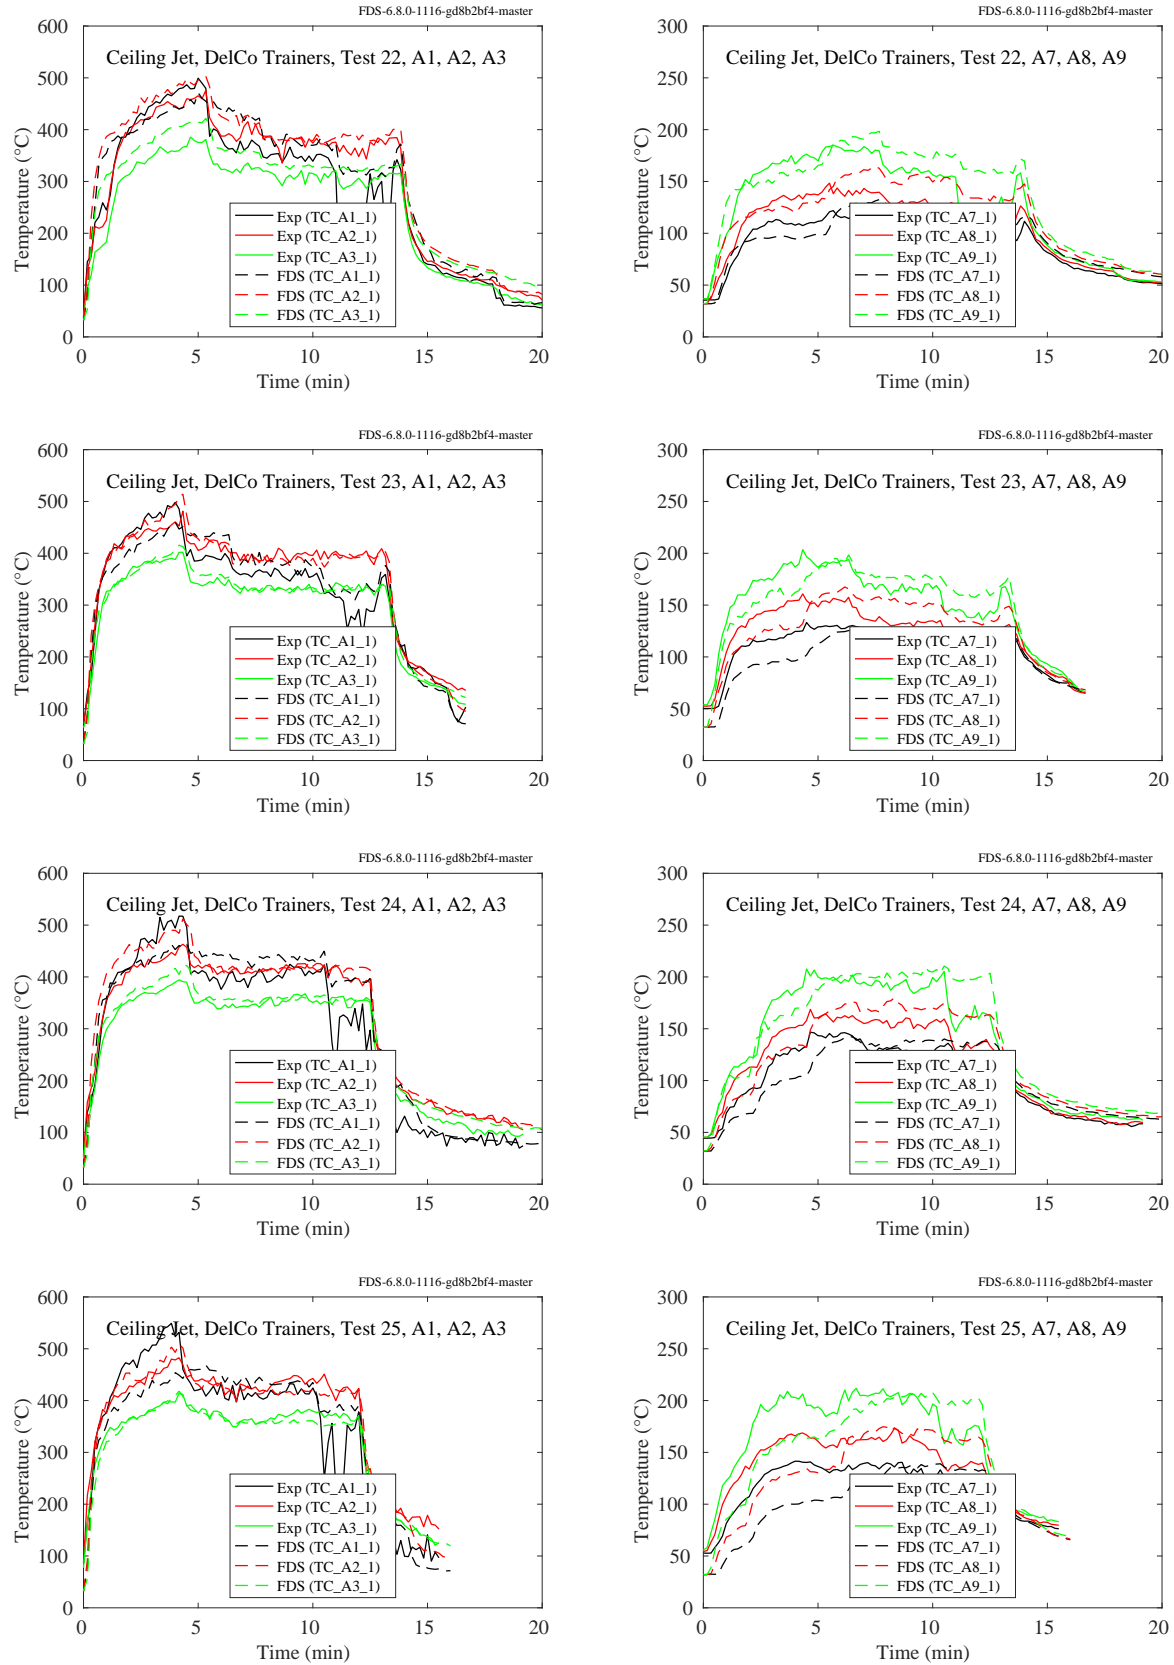 FDS-6.8.0-1116-gd8b2bf4-master
Ceiling Jet, DelCo Trainers, Test 22, A1, A2, A3
600
500
400
300
200
100
0
Temperature (°C)
Exp (TC_A1_1)
Exp (TC_A2_1)
Exp (TC_A3_1)
FDS (TC_A1_1)
FDS (TC_A2_1)
FDS (TC_A3_1)
0 5 10 15 20
Time (min)
FDS-6.8.0-1116-gd8b2bf4-master
Ceiling Jet, DelCo Trainers, Test 22, A7, A8, A9
300
250
200
150
100
50
0
Temperature (°C)
Exp (TC_A7_1)
Exp (TC_A8_1)
Exp (TC_A9_1)
FDS (TC_A7_1)
FDS (TC_A8_1)
FDS (TC_A9_1)
0 5 10 15 20
Time (min)
FDS-6.8.0-1116-gd8b2bf4-master
Ceiling Jet, DelCo Trainers, Test 23, A1, A2, A3
600
500
400
300
200
100
0
Temperature (°C)
Exp (TC_A1_1)
Exp (TC_A2_1)
Exp (TC_A3_1)
FDS (TC_A1_1)
FDS (TC_A2_1)
FDS (TC_A3_1)
0 5 10 15 20
Time (min)
FDS-6.8.0-1116-gd8b2bf4-master
Ceiling Jet, DelCo Trainers, Test 23, A7, A8, A9
300
250
200
150
100
50
0
Temperature (°C)
Exp (TC_A7_1)
Exp (TC_A8_1)
Exp (TC_A9_1)
FDS (TC_A7_1)
FDS (TC_A8_1)
FDS (TC_A9_1)
0 5 10 15 20
Time (min)
FDS-6.8.0-1116-gd8b2bf4-master
Ceiling Jet, DelCo Trainers, Test 24, A1, A2, A3
600
500
400
300
200
100
0
Temperature (°C)
Exp (TC_A1_1)
Exp (TC_A2_1)
Exp (TC_A3_1)
FDS (TC_A1_1)
FDS (TC_A2_1)
FDS (TC_A3_1)
0 5 10 15 20
Time (min)
FDS-6.8.0-1116-gd8b2bf4-master
Ceiling Jet, DelCo Trainers, Test 24, A7, A8, A9
300
250
200
150
100
50
0
Temperature (°C)
Exp (TC_A7_1)
Exp (TC_A8_1)
Exp (TC_A9_1)
FDS (TC_A7_1)
FDS (TC_A8_1)
FDS (TC_A9_1)
0 5 10 15 20
Time (min)
FDS-6.8.0-1116-gd8b2bf4-master
Ceiling Jet, DelCo Trainers, Test 25, A1, A2, A3
600
500
400
300
200
100
0
Temperature (°C)
Exp (TC_A1_1)
Exp (TC_A2_1)
Exp (TC_A3_1)
FDS (TC_A1_1)
FDS (TC_A2_1)
FDS (TC_A3_1)
0 5 10 15 20
Time (min)
FDS-6.8.0-1116-gd8b2bf4-master
Ceiling Jet, DelCo Trainers, Test 25, A7, A8, A9
300
250
200
150
100
50
0
Temperature (°C)
Exp (TC_A7_1)
Exp (TC_A8_1)
Exp (TC_A9_1)
FDS (TC_A7_1)
FDS (TC_A8_1)
FDS (TC_A9_1)
0 5 10 15 20
Time (min)